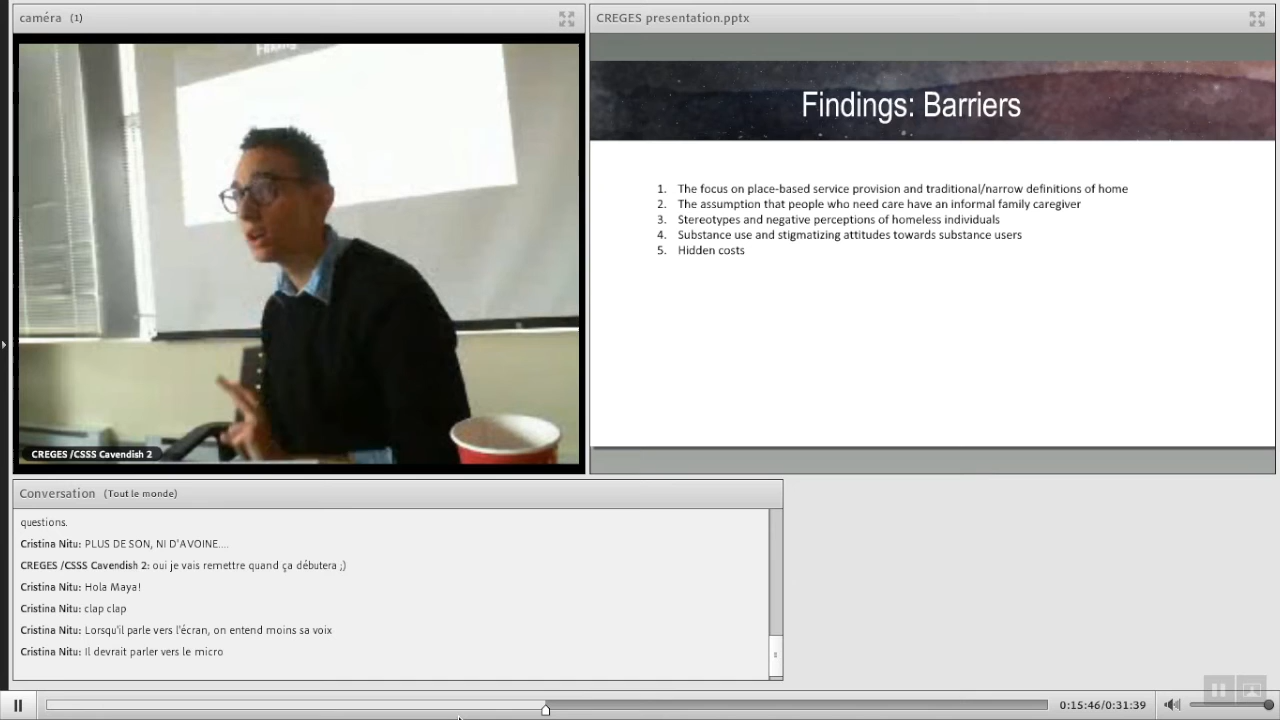 caméra (1)
CREGES presentation.pptx
Findings: Barriers
1. The focus on place-based service provision and traditional/narrow definitions of home
2. The assumption that people who need care have an informal family caregiver
3. Stereotypes and negative perceptions of homeless individuals
4. Substance use and stigmatizing attitudes towards substance users
5. Hidden costs
CREGES /CSSS Cavendish 2
Conversation (Tout le monde)
questions.
Cristina Nitu: PLUS DE SON, NI D'AVOINE....
CREGES /CSSS Cavendish 2: oui je vais remettre quand ça débutera ;)
Cristina Nitu: Hola Maya!
Cristina Nitu: clap clap
Cristina Nitu: Lorsqu'il parle vers l'écran, on entend moins sa voix
Cristina Nitu: Il devrait parler vers le micro
0:15:46/0:31:39